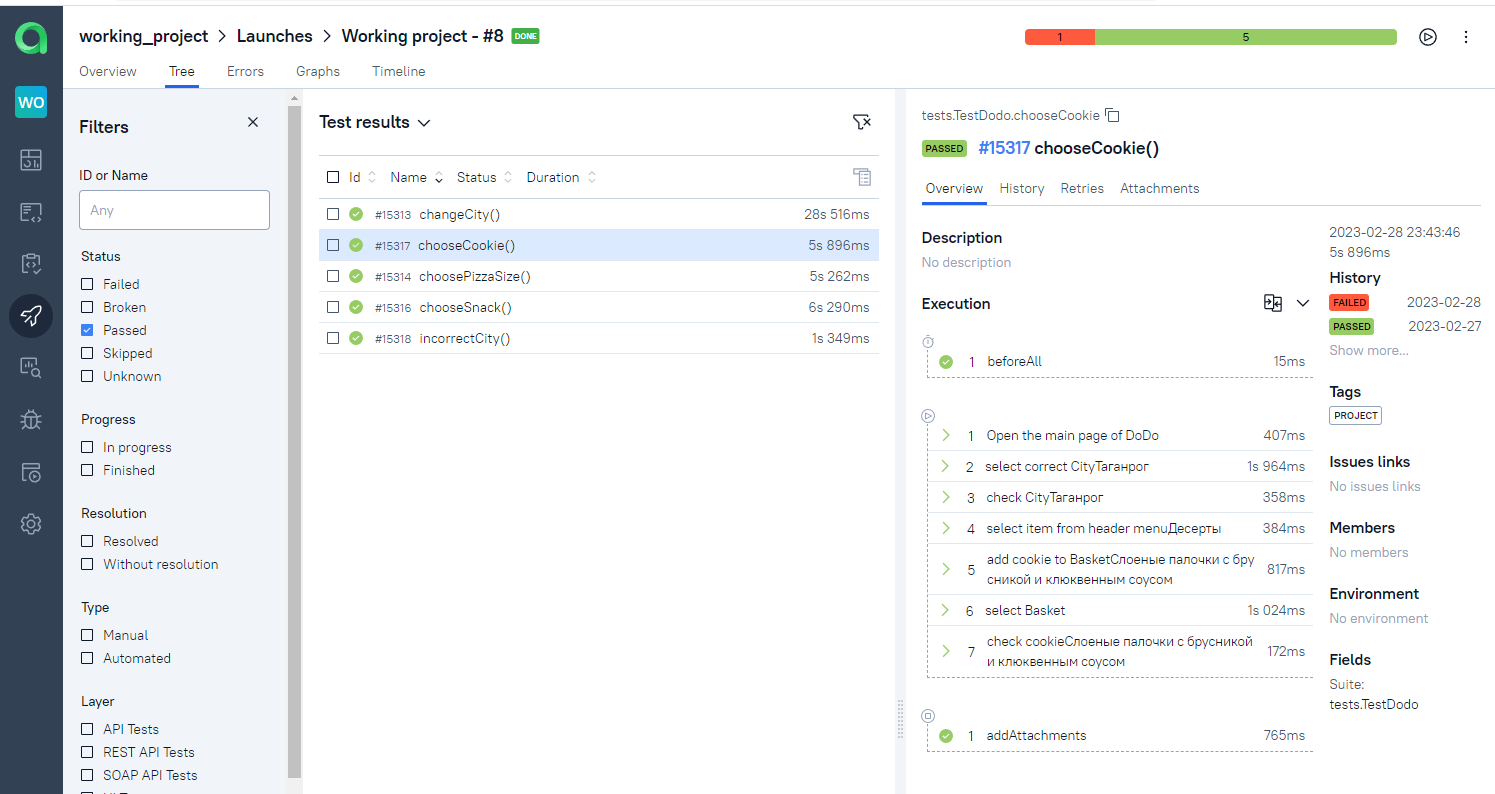 working_project > Launches > Working project - #8 DONE
1 5
Overview Tree Errors Graphs Timeline
WO
Filters
ID or Name
Any
Status
Failed
Broken
Passed
Skipped
Unknown
Progress
In progress
Finished
Resolution
Resolved
Without resolution
Type
Manual
Automated
Layer
API Tests
REST API Tests
SOAP API Tests
Test results
Id Name Status Duration
#15313 changeCity() 28s 516ms
#15317 chooseCookie() 5s 896ms
#15314 choosePizzaSize() 5s 262ms
#15316 chooseSnack() 6s 290ms
#15318 incorrectCity() 1s 349ms
tests.TestDodo.chooseCookie
PASSED #15317 chooseCookie()
Overview History Retries Attachments
Description
No description
Execution
1 beforeAll 15ms
1 Open the main page of DoDo 407ms
2 select correct CityТаганрог 1s 964ms
3 check CityТаганрог 358ms
4 select item from header menuДесерты 384ms
5 add cookie to BasketСлоеные палочки с бру
сникой и клюквенным соусом 817ms
6 select Basket 1s 024ms
7 check cookieСлоеные палочки с брусникой
и клюквенным соусом 172ms
1 addAttachments 765ms
2023-02-28 23:43:46
5s 896ms
History
FAILED 2023-02-28
PASSED 2023-02-27
Show more...
Tags
PROJECT
Issues links
No issues links
Members
No members
Environment
No environment
Fields
Suite:
tests.TestDodo